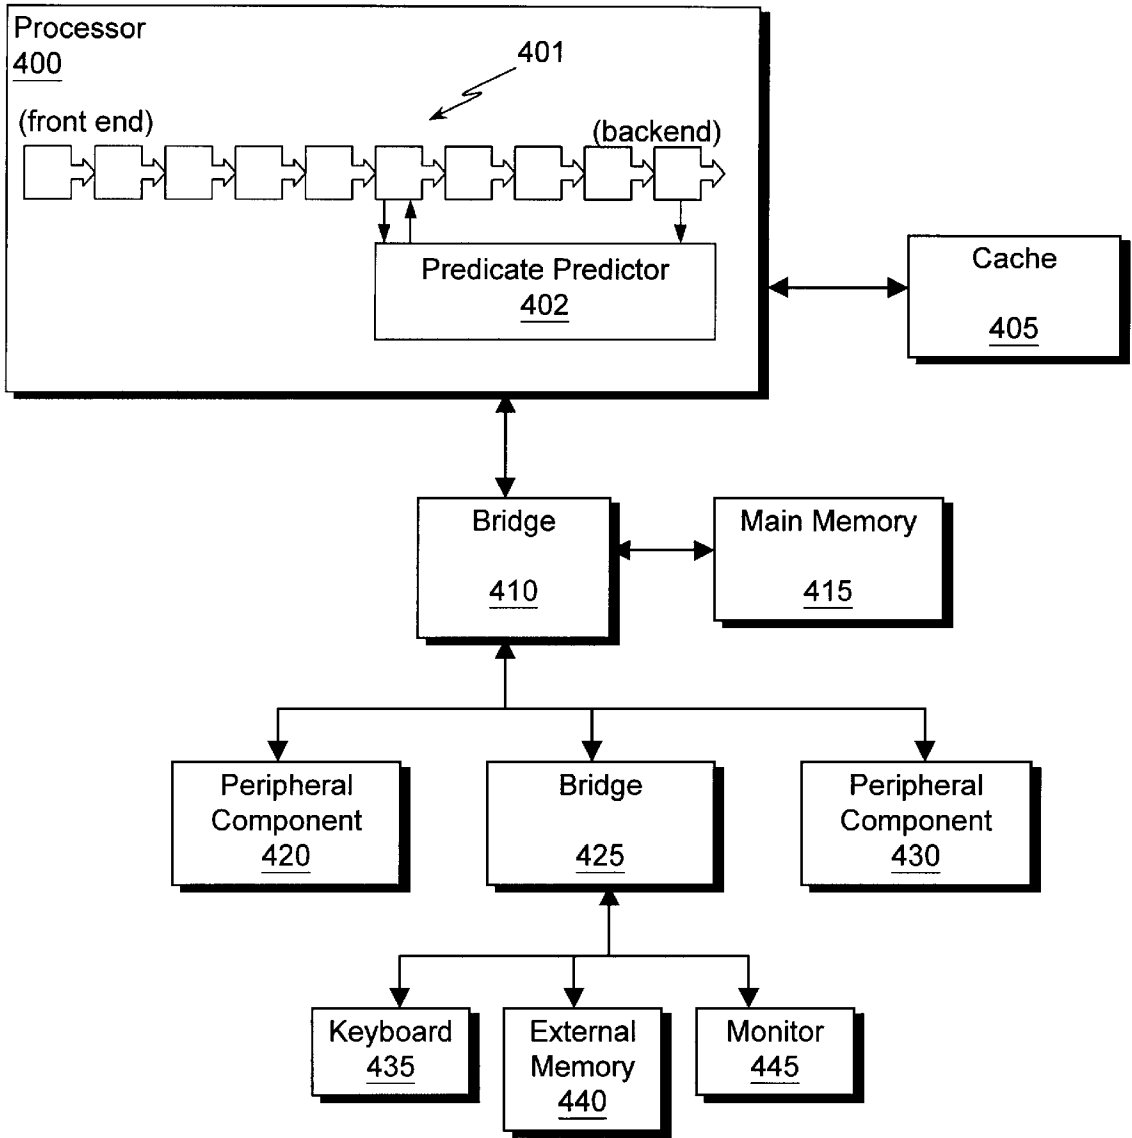 Processor
400
401
(front end)
(backend)
Predicate Predictor
402
Cache
405
Bridge
410
Main Memory
415
Peripheral
Component
420
Bridge
425
Peripheral
Component
430
Keyboard
435
External
Memory
440
Monitor
445